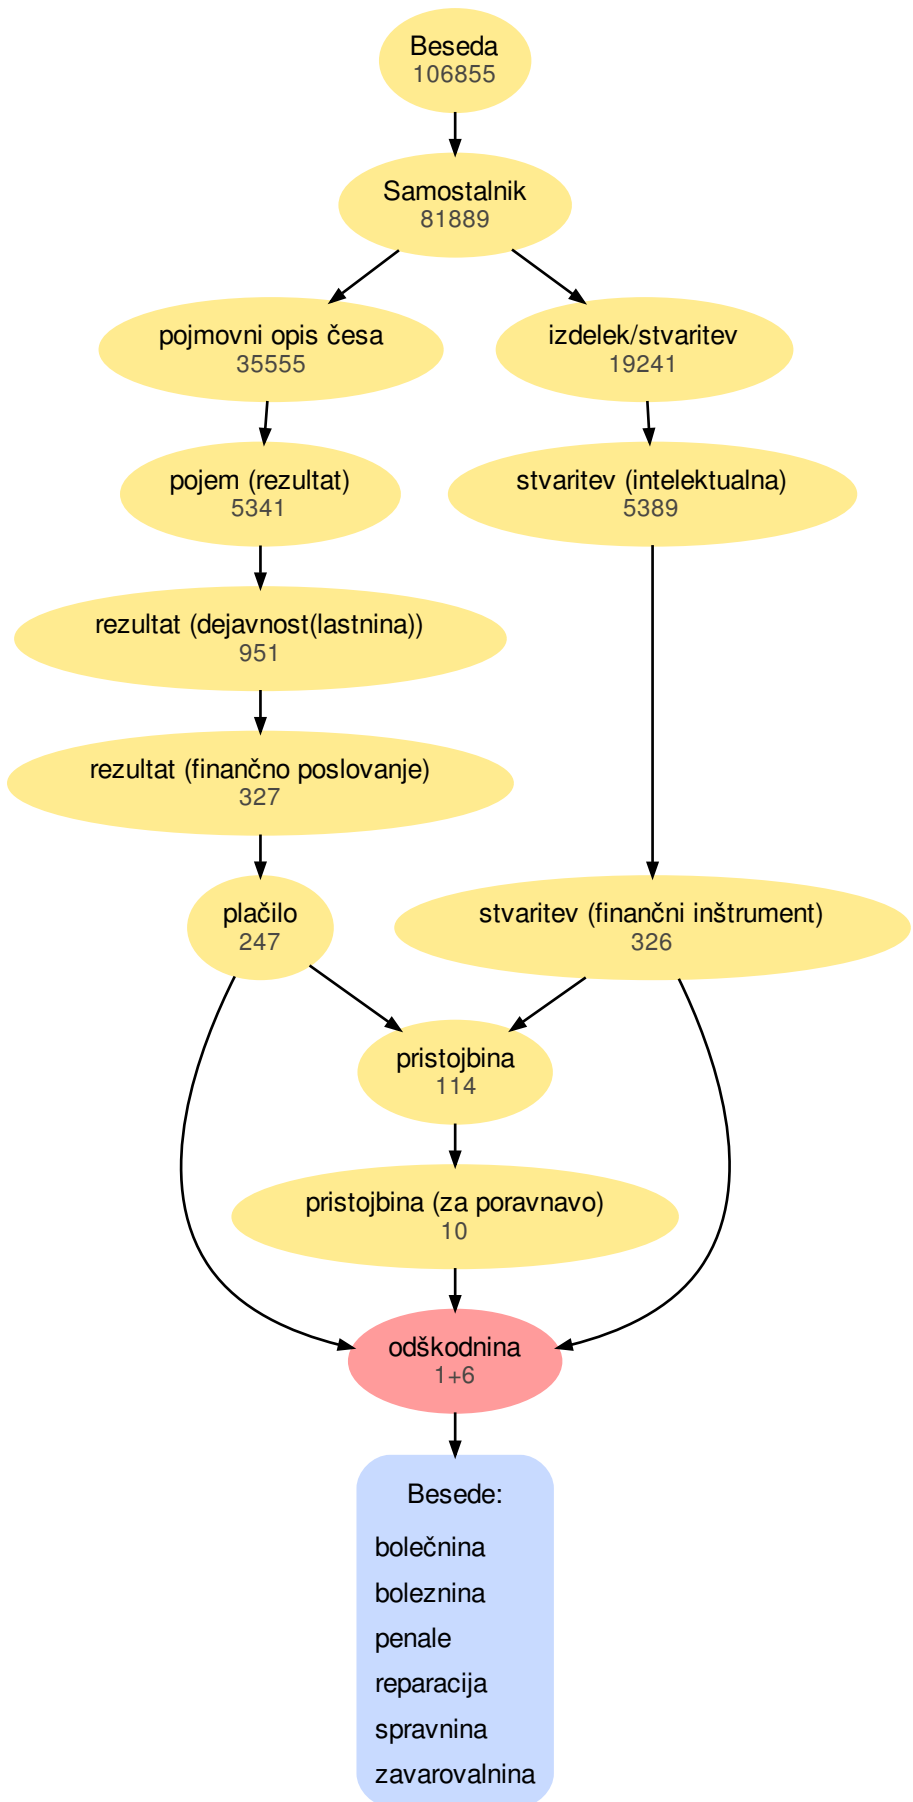 Beseda
106855
Samostalnik
81889
pojmovni opis česa
35555
izdelek/stvaritev
19241
pojem (rezultat)
5341
stvaritev (intelektualna)
5389
rezultat (dejavnost(lastnina))
951
rezultat (finančno poslovanje)
327
plačilo
247
stvaritev (finančni inštrument)
326
pristojbina
114
pristojbina (za poravnavo)
10
odškodnina
1+6
Besede:
bolečnina
boleznina
penale
reparacija
spravnina
zavarovalnina